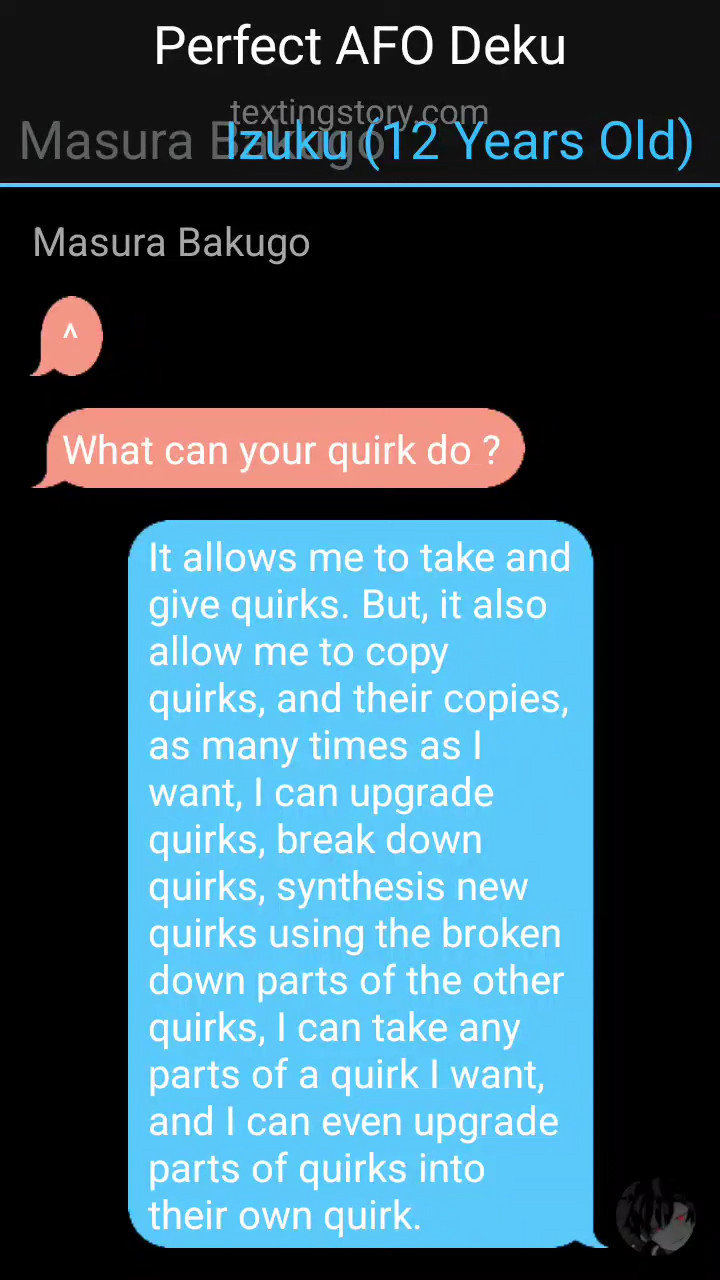 Perfect AFO Deku
textingstory.com
Masura Bakugo
Izuku (12 Years Old)
Masura Bakugo
^
What can your quirk do ?
It allows me to take and
give quirks. But, it also
allow me to copy
quirks, and their copies,
as many times as I
want, I can upgrade
quirks, break down
quirks, synthesis new
quirks using the broken
down parts of the other
quirks, I can take any
parts of a quirk I want,
and I can even upgrade
parts of quirks into
their own quirk.